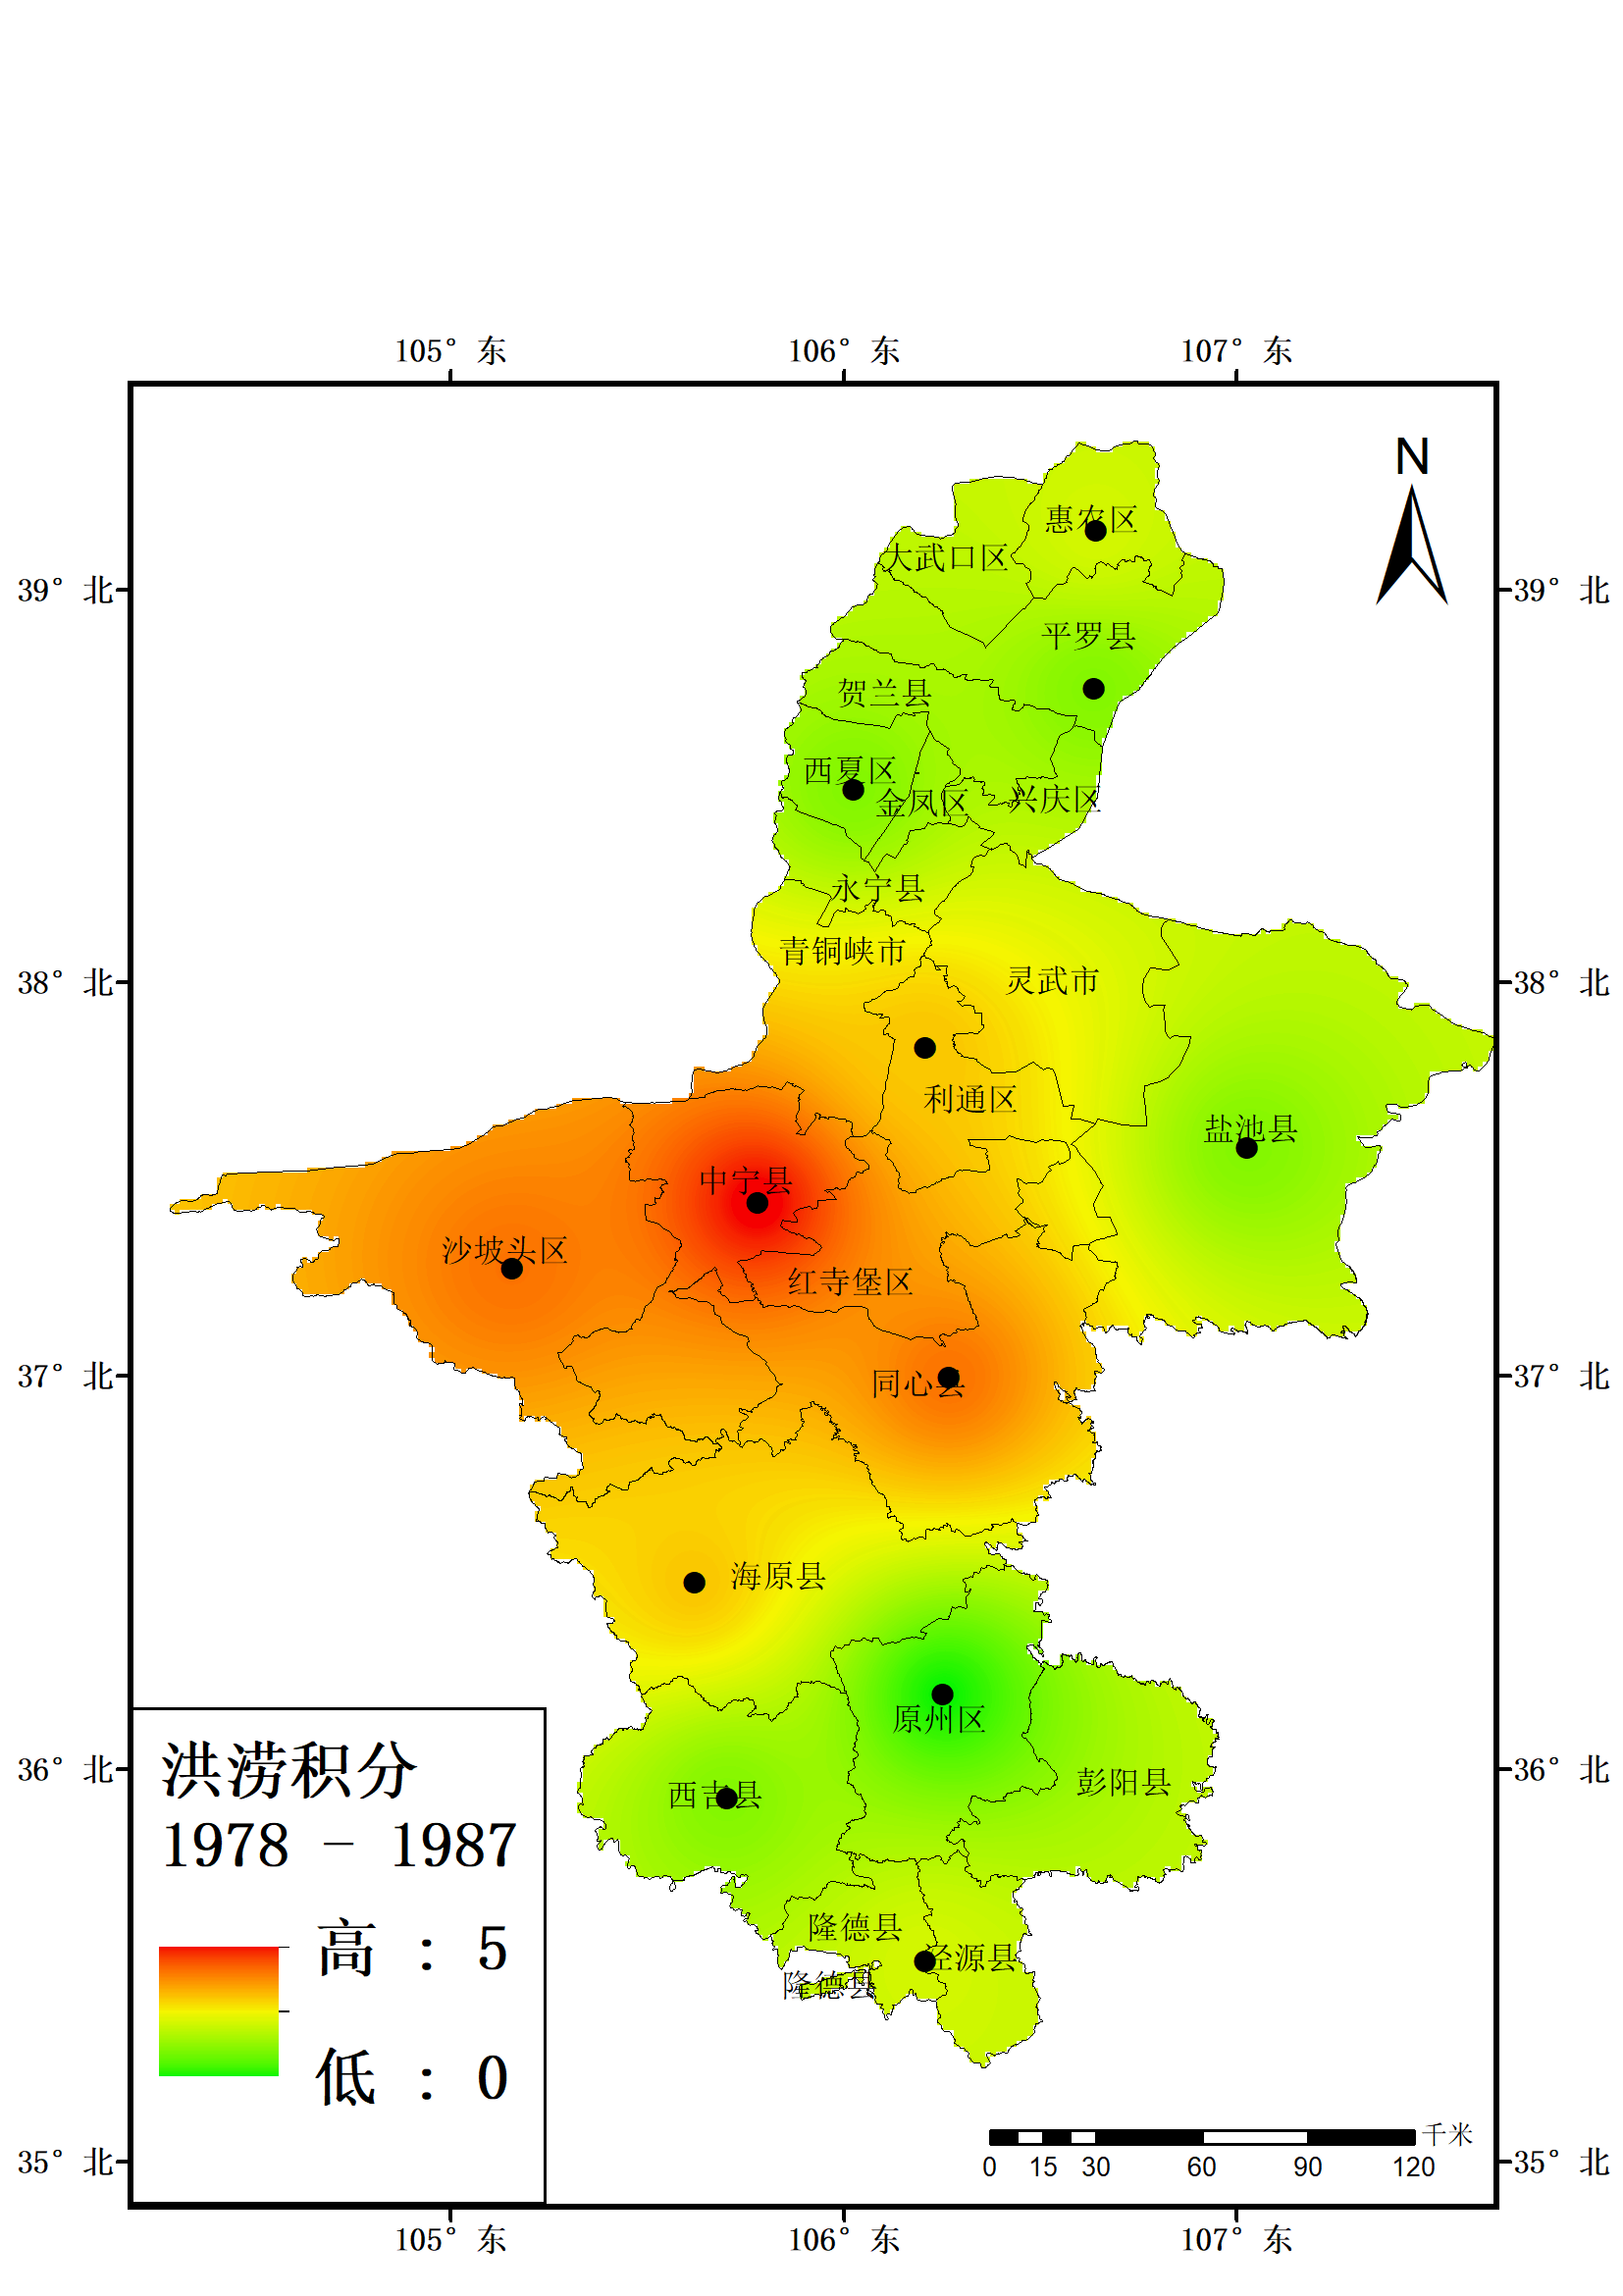 105° 东 106° 东 107° 东
N
惠农区
大武口区
39° 北 39° 北
平罗县
贺兰县
西夏区
金凤区 兴庆区
永宁县
青铜峡市
38° 北 灵武市 38° 北
利通区
盐池县
中宁县
沙坡头区
红寺堡区
37° 北 同心县 37° 北
海原县
原州区
36° 北 36° 北
彭阳县
西吉县
隆德县
泾源县
隆德县
洪涝积分
1978 - 1987
高 : 5
低 : 0
千米
35° 北 0 15 30 60 90 120 35° 北
105° 东 106° 东 107° 东